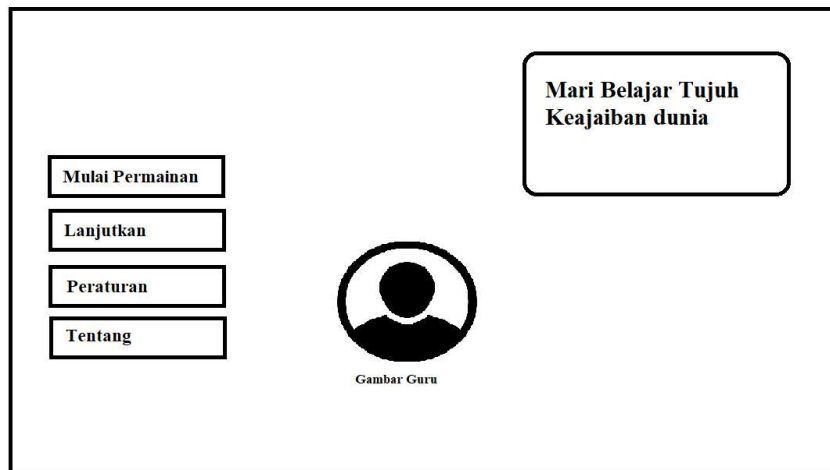 Mari Belajar Tujuh
Keajaiban dunia
Mulai Permainan
Lanjutkan
Peraturan
Tentang
Gambar Guru